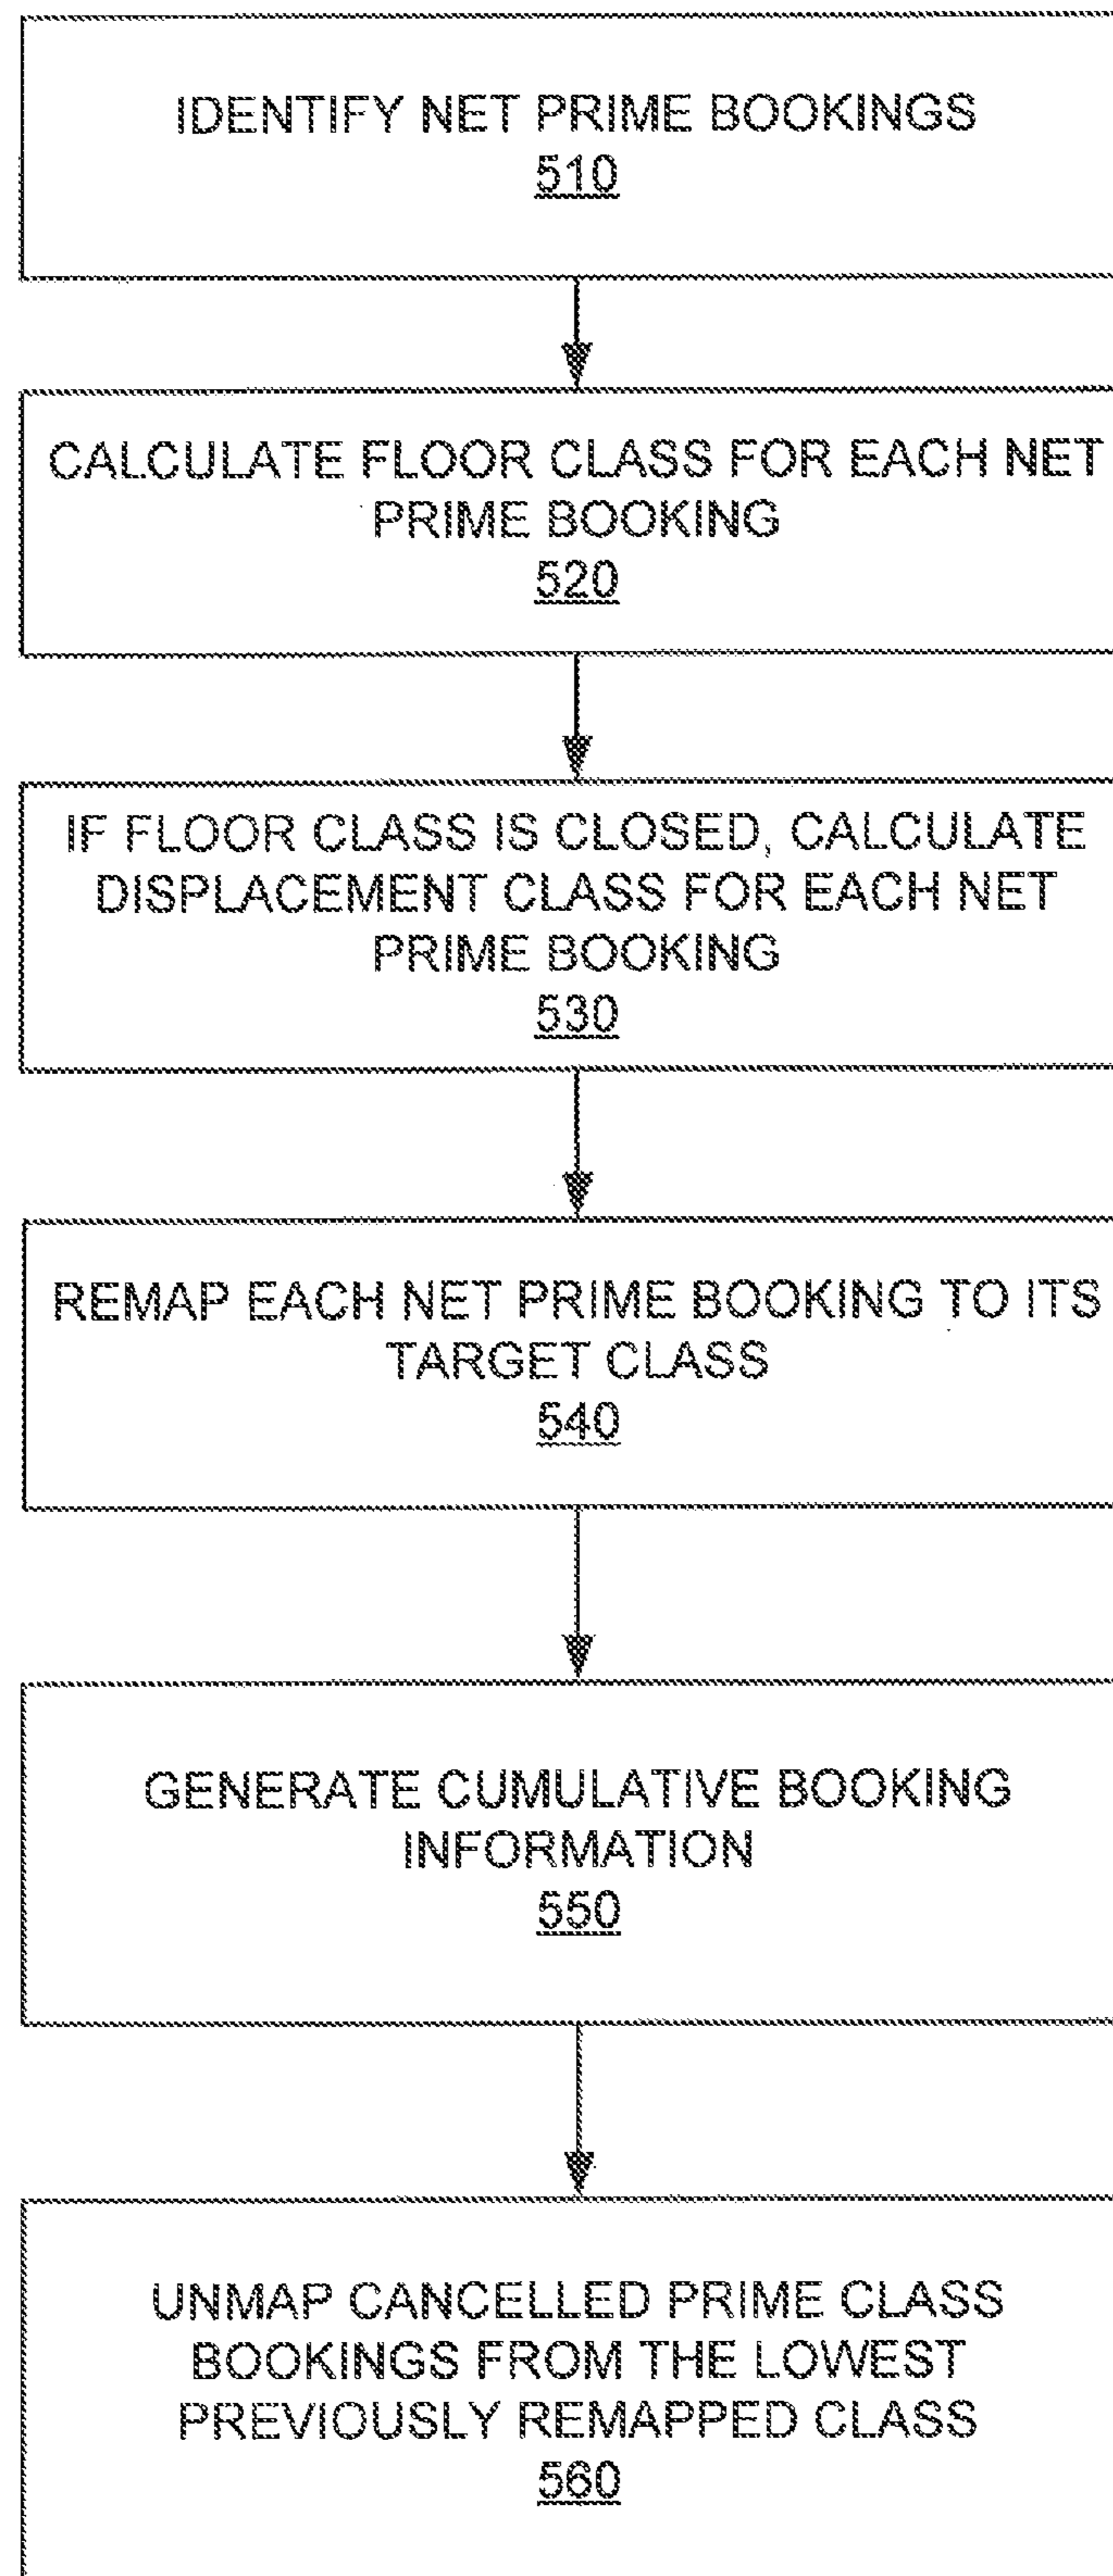 IDENTIFY NET PRIME BOOKINGS
510
CALCULATE FLOOR CLASS FOR EACH NET
PRIME BOOKING
520
IF FLOOR CLASS IS CLOSED, CALCULATE
DISPLACEMENT CLASS FOR EACH NET
PRIME BOOKING
530
REMAP EACH NET PRIME BOOKING TO ITS
TARGET CLASS
540
GENERATE CUMULATIVE BOOKING
INFORMATION
550
UNMAP CANCELLED PRIME CLASS
BOOKINGS FROM THE LOWEST
PREVIOUSLY REMAPPED CLASS
560